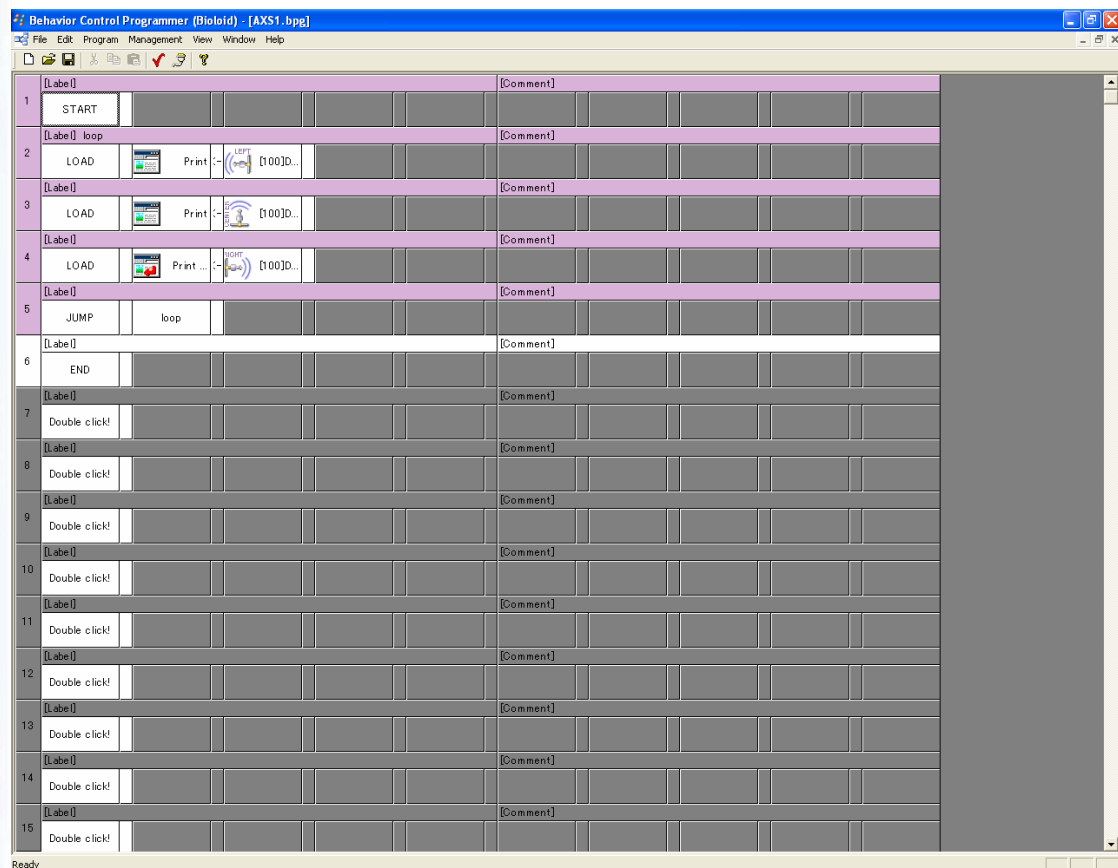 Behavior Control Programmer (Bioloid) - [AXS1.bpg]
File Edit Program Management View Window Help
[Label] [Comment]
1 START
[Label] loop [Comment]
2 LOAD Print LEFT [100]D...
[Label] [Comment]
3 LOAD Print CENTER [100]D...
[Label] [Comment]
4 LOAD Print ... RIGHT [100]D...
[Label] [Comment]
5 JUMP loop
[Label] [Comment]
6 END
[Label] [Comment]
7 Double click!
[Label] [Comment]
8 Double click!
[Label] [Comment]
9 Double click!
[Label] [Comment]
10 Double click!
[Label] [Comment]
11 Double click!
[Label] [Comment]
12 Double click!
[Label] [Comment]
13 Double click!
[Label] [Comment]
14 Double click!
[Label] [Comment]
15 Double click!
Ready